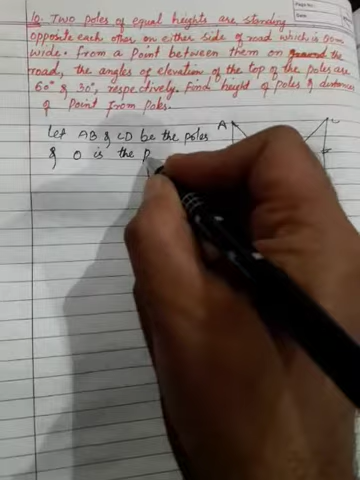 10. Two poles of equal heights are standing
opposite each other on either side of road which is 80m
wide. From a point between them on the
road, the angles of elevation of the top of the poles are
60° & 30°, respectively. Find height of poles & distances
of Point from Poles.
Let AB & CD be the poles
& O is the P
A
C